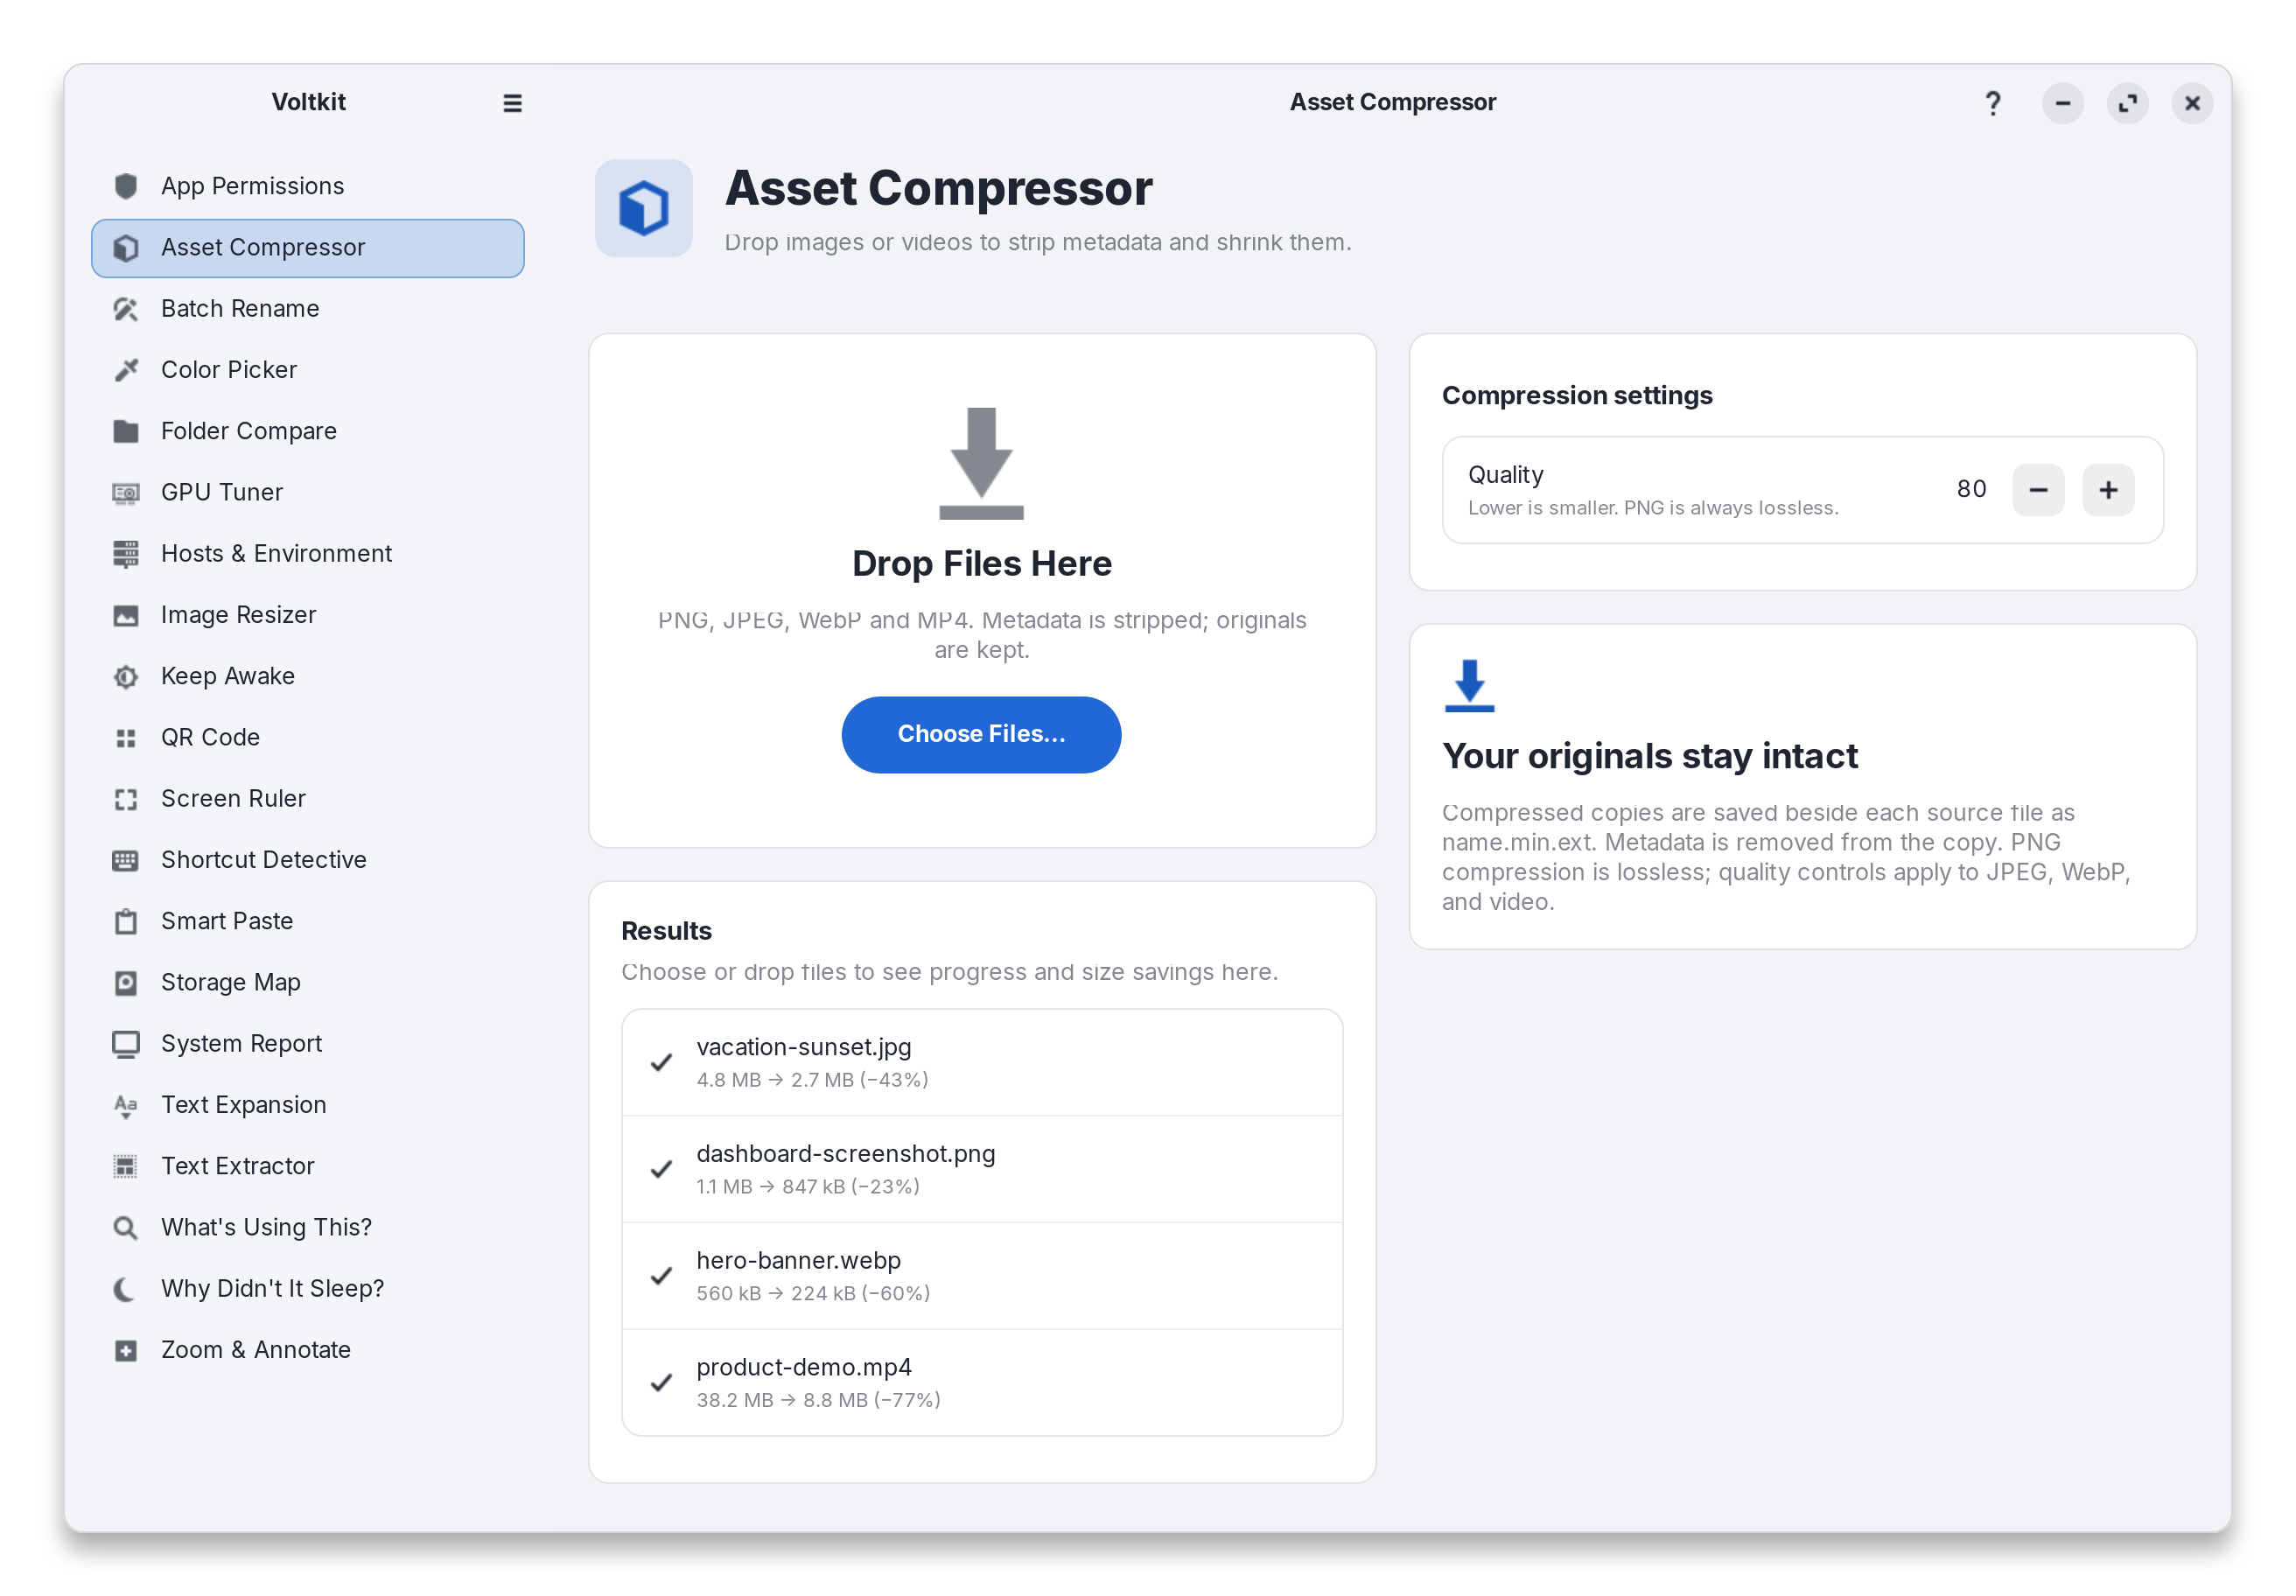 Voltkit
App Permissions
Asset Compressor
Batch Rename
Color Picker
Folder Compare
GPU Tuner
Hosts & Environment
Image Resizer
Keep Awake
QR Code
Screen Ruler
Shortcut Detective
Smart Paste
Storage Map
System Report
Text Expansion
Text Extractor
What's Using This?
Why Didn't It Sleep?
Zoom & Annotate
Asset Compressor
Asset Compressor
Drop images or videos to strip metadata and shrink them.
Drop Files Here
PNG, JPEG, WebP and MP4. Metadata is stripped; originals
are kept.
Choose Files...
Results
Choose or drop files to see progress and size savings here.
vacation-sunset.jpg
4.8 MB → 2.7 MB (−43%)
dashboard-screenshot.png
1.1 MB → 847 kB (−23%)
hero-banner.webp
560 kB → 224 kB (−60%)
product-demo.mp4
38.2 MB → 8.8 MB (−77%)
Compression settings
Quality
Lower is smaller. PNG is always lossless.
80
Your originals stay intact
Compressed copies are saved beside each source file as
name.min.ext. Metadata is removed from the copy. PNG
compression is lossless; quality controls apply to JPEG, WebP,
and video.